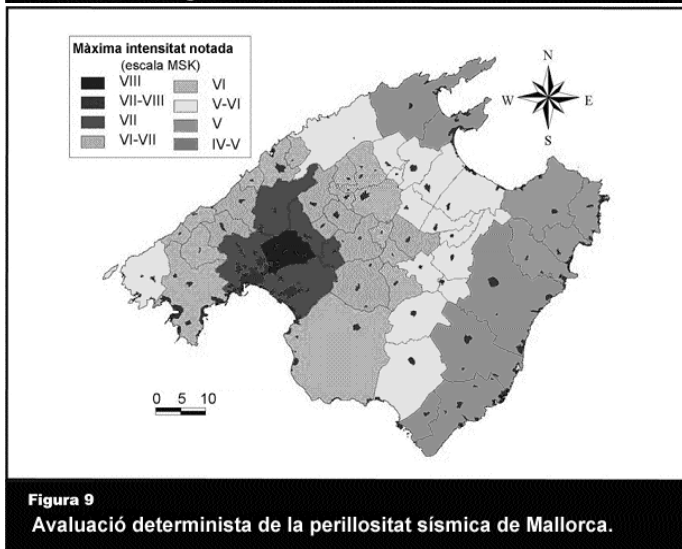 Màxima intensitat notada
(escala MSK)
VIII
VII-VIII
VII
VI-VII
VI
V-VI
V
IV-V
N
W
E
S
0 5 10
Figura 9
Avaluació determinista de la perillositat sísmica de Mallorca.